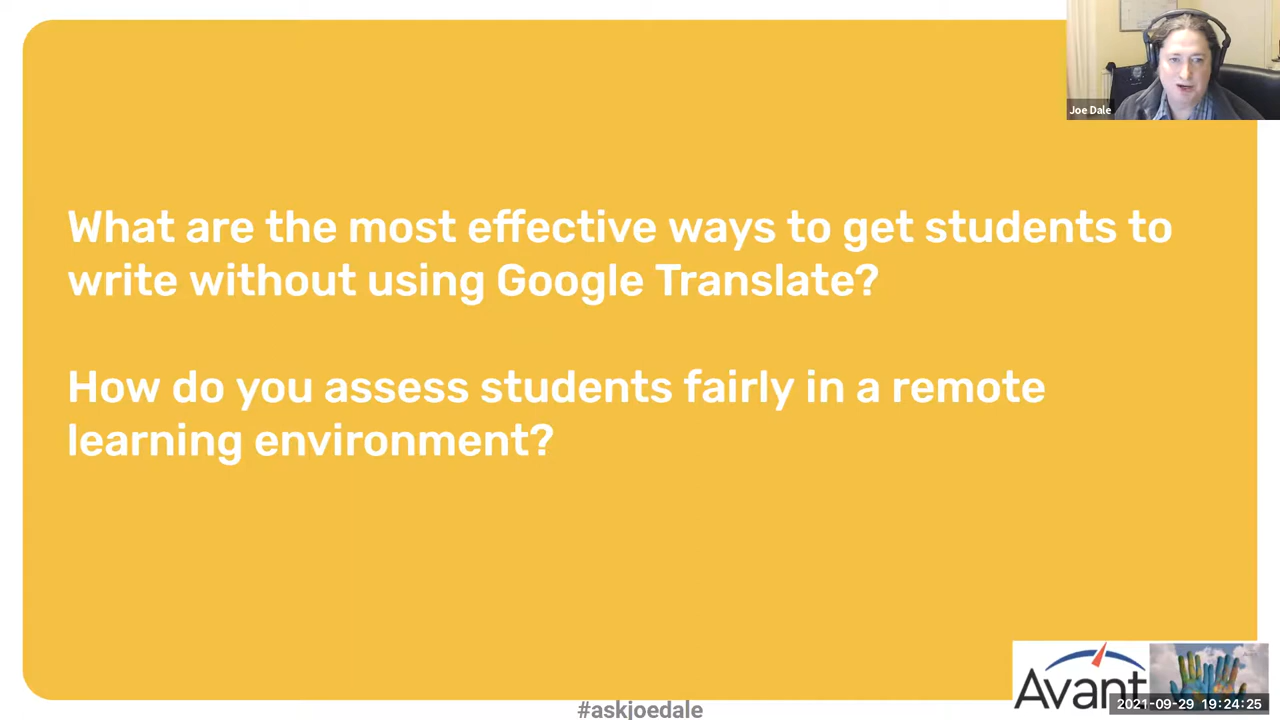 Joe Dale
What are the most effective ways to get students to
write without using Google Translate?
How do you assess students fairly in a remote
learning environment?
Avant
2021-09-29 19:24:25
#askjoedale